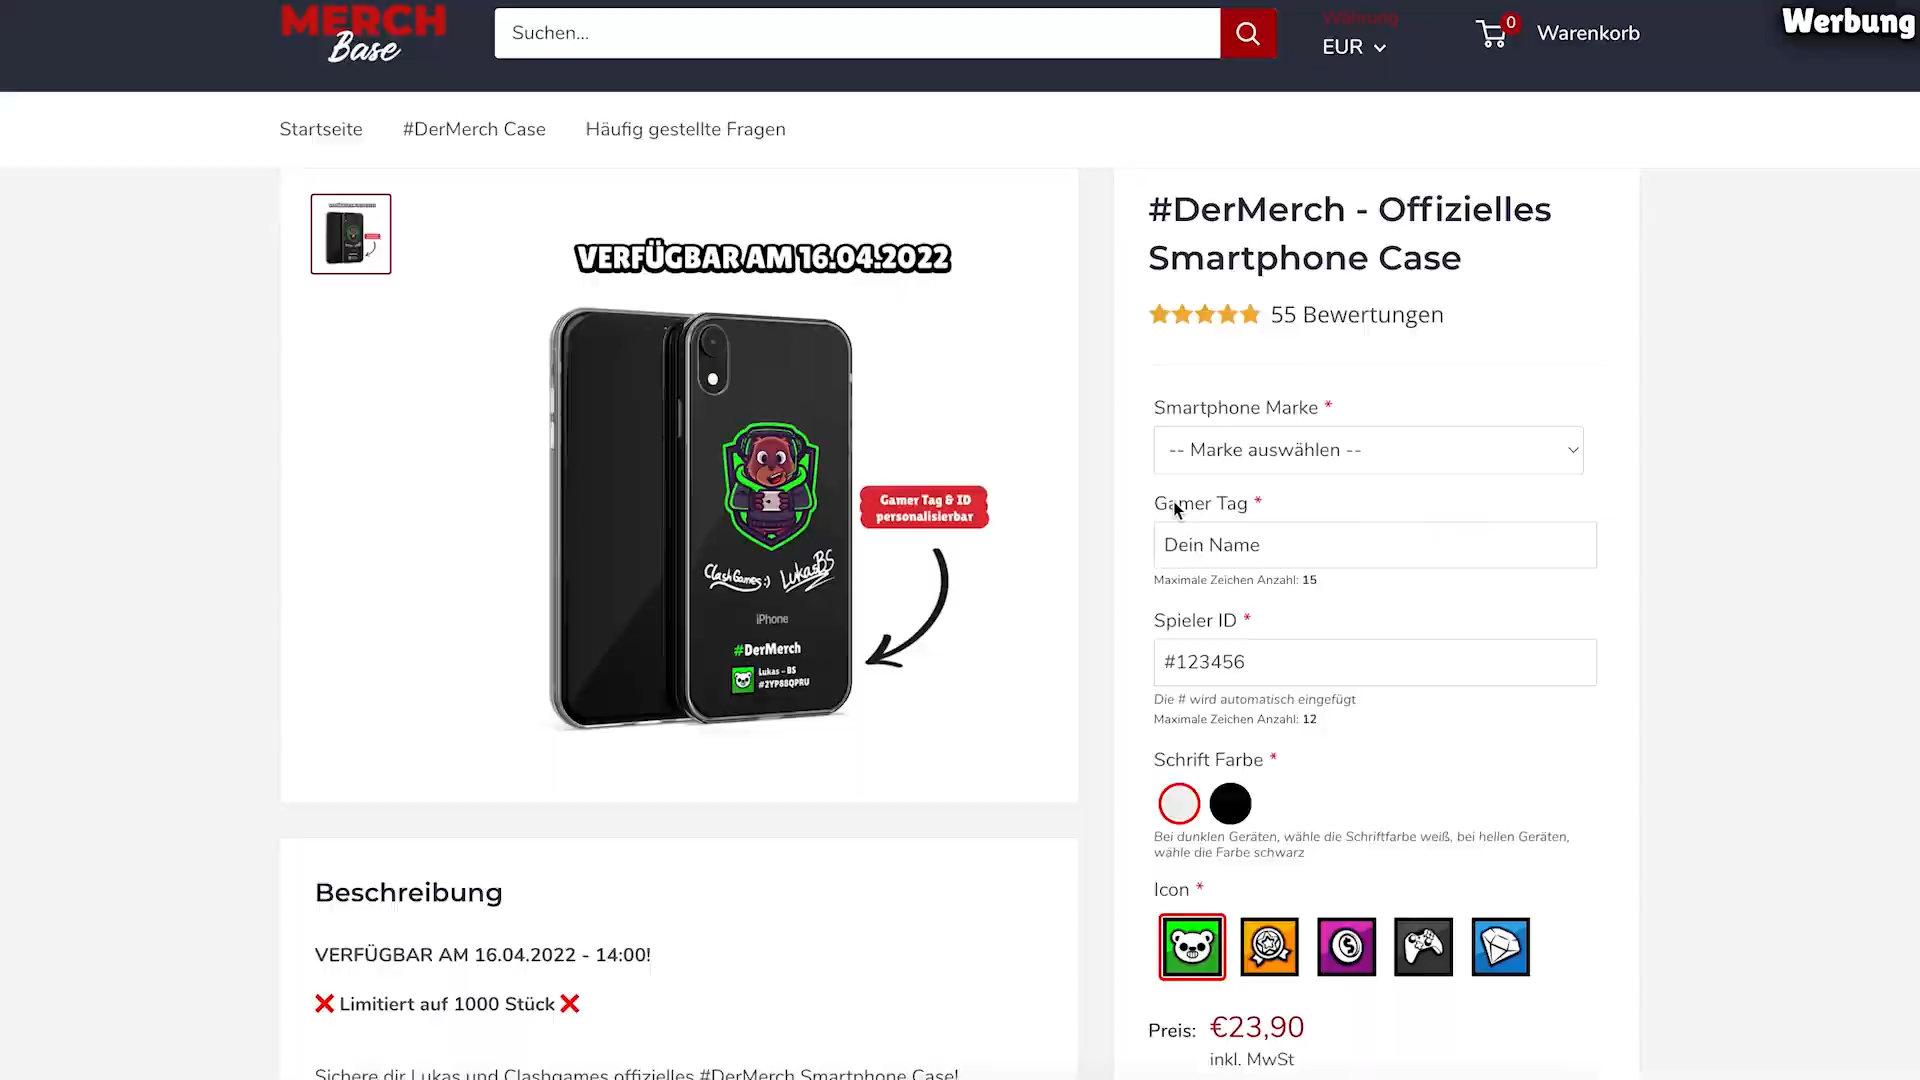 MERCH
Base
Suchen...
Währung
EUR
0
Warenkorb
Werbung
Startseite
#DerMerch Case
Häufig gestellte Fragen
VERFÜGBAR AM 16.04.2022
Gamer Tag & ID
personalisierbar
ClashGames:) LukasBS
iPhone
#DerMerch
Lukas - BS
#2YP88QPRU
#DerMerch - Offizielles
Smartphone Case
55 Bewertungen
Smartphone Marke *
-- Marke auswählen --
Gamer Tag *
Dein Name
Maximale Zeichen Anzahl: 15
Spieler ID *
#123456
Die # wird automatisch eingefügt
Maximale Zeichen Anzahl: 12
Schrift Farbe *
Bei dunklen Geräten, wähle die Schriftfarbe weiß, bei hellen Geräten,
wähle die Farbe schwarz
Icon *
Preis: €23,90
inkl. MwSt
Beschreibung
VERFÜGBAR AM 16.04.2022 - 14:00!
❌ Limitiert auf 1000 Stück ❌
Sichere dir Lukas und Clashgames offizielles #DerMerch Smartphone Case!